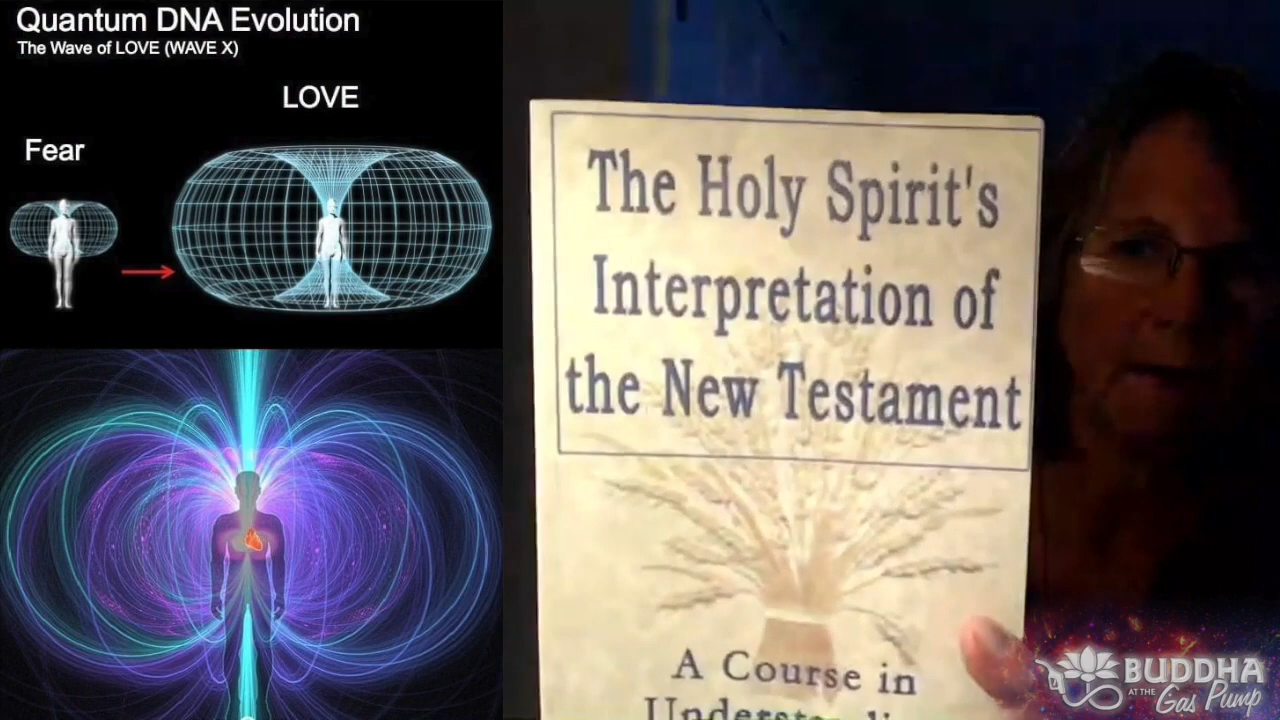 Quantum DNA Evolution
The Wave of LOVE (WAVE X)
LOVE
Fear
The Holy Spirit's
Interpretation of
the New Testament
A Course in
BUDDHA
AT THE
Gas Pump